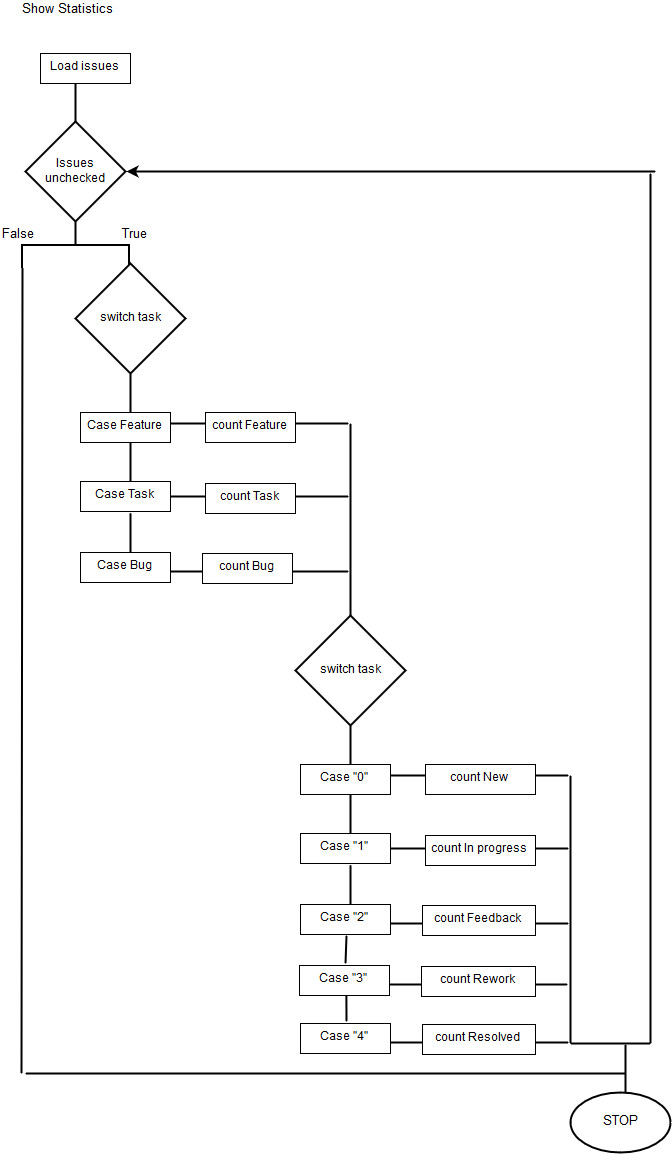 Show Statistics
Load issues
Issues
unchecked
False
True
switch task
Case Feature
count Feature
Case Task
count Task
Case Bug
count Bug
switch task
Case "0"
count New
Case "1"
count In progress
Case "2"
count Feedback
Case "3"
count Rework
Case "4"
count Resolved
STOP